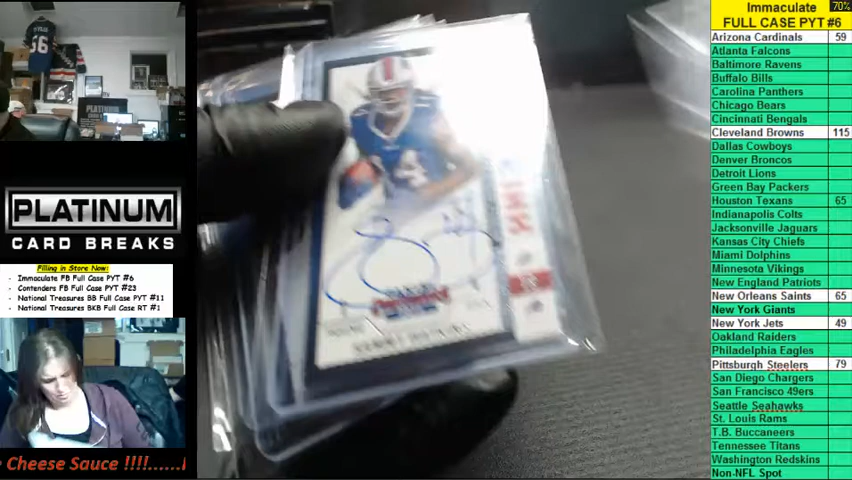 Immaculate 70%
FULL CASE PYT #6
Arizona Cardinals 59
Atlanta Falcons
Baltimore Ravens
Buffalo Bills
Carolina Panthers
Chicago Bears
Cincinnati Bengals
Cleveland Browns 115
Dallas Cowboys
Denver Broncos
Detroit Lions
Green Bay Packers
Houston Texans 65
Indianapolis Colts
Jacksonville Jaguars
Kansas City Chiefs
Miami Dolphins
Minnesota Vikings
New England Patriots
New Orleans Saints 65
New York Giants
New York Jets 49
Oakland Raiders
Philadelphia Eagles
Pittsburgh Steelers 79
San Diego Chargers
San Francisco 49ers
Seattle Seahawks
St. Louis Rams
T.B. Buccaneers
Tennessee Titans
Washington Redskins
Non-NFL Spot
PLATINUM
PLATINUM
CARD BREAKS
Filling in Store Now:
- Immaculate FB Full Case PYT #6
- Contenders FB Full Case PYT #23
- National Treasures BB Full Case PYT #11
- National Treasures BKB Full Case RT #1
Cheese Sauce !!!!......
56
14